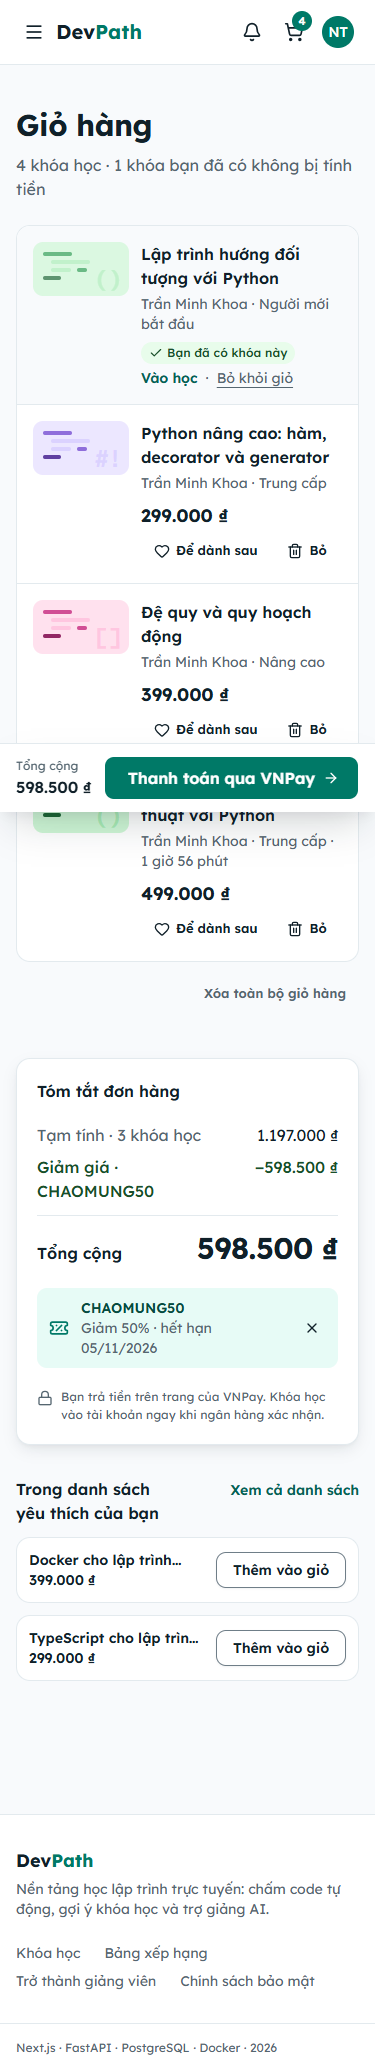 DevPath
4
NT
Giỏ hàng
4 khóa học · 1 khóa bạn đã có không bị tính
tiền
()
Lập trình hướng đối
tượng với Python
Trần Minh Khoa · Người mới
bắt đầu
Bạn đã có khóa này
Vào học · Bỏ khỏi giỏ
#!
Python nâng cao: hàm,
decorator và generator
Trần Minh Khoa · Trung cấp
299.000 ₫
Để dành sau
Bỏ
[]
Đệ quy và quy hoạch
động
Trần Minh Khoa · Nâng cao
399.000 ₫
Để dành sau
Bỏ
Tổng cộng
598.500 ₫
Thanh toán qua VNPay
thuật với Python
Trần Minh Khoa · Trung cấp ·
1 giờ 56 phút
499.000 ₫
Để dành sau
Bỏ
Xóa toàn bộ giỏ hàng
Tóm tắt đơn hàng
Tạm tính · 3 khóa học
1.197.000 ₫
Giảm giá ·
CHAOMUNG50
−598.500 ₫
Tổng cộng
598.500 ₫
CHAOMUNG50
Giảm 50% · hết hạn
05/11/2026
Bạn trả tiền trên trang của VNPay. Khóa học
vào tài khoản ngay khi ngân hàng xác nhận.
Trong danh sách
yêu thích của bạn
Xem cả danh sách
Docker cho lập trình...
399.000 ₫
Thêm vào giỏ
TypeScript cho lập trìn...
299.000 ₫
Thêm vào giỏ
DevPath
Nền tảng học lập trình trực tuyến: chấm code tự
động, gợi ý khóa học và trợ giảng AI.
Khóa học
Bảng xếp hạng
Trở thành giảng viên
Chính sách bảo mật
Next.js · FastAPI · PostgreSQL · Docker · 2026